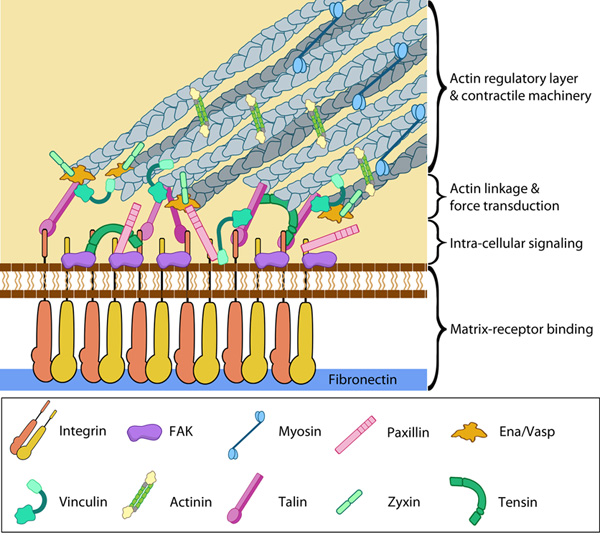 Actin regulatory layer
& contractile machinery
Actin linkage &
force transduction
Intra-cellular signaling
Matrix-receptor binding
Fibronectin
Integrin
FAK
Myosin
Paxillin
Ena/Vasp
Vinculin
Actinin
Talin
Zyxin
Tensin